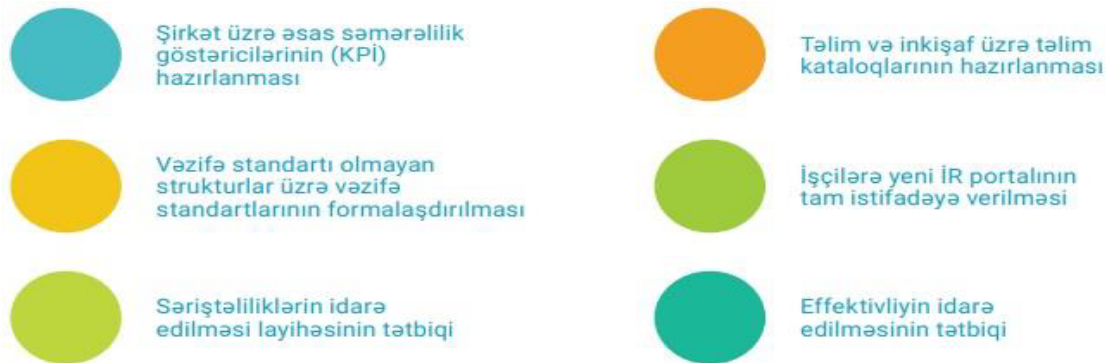 Şirkət üzrə əsas səmərəlilik
göstəricilərinin (KPİ)
hazırlanması
Təlim və inkişaf üzrə təlim
kataloqlarının hazırlanması
Vəzifə standartı olmayan
strukturlar üzrə vəzifə
standartlarının formalaşdırılması
İşçilərə yeni İR portalının
tam istifadəyə verilməsi
Səriştəliliklərin idarə
edilməsi layihəsinin tətbiqi
Effektivliyin idarə
edilməsinin tətbiqi